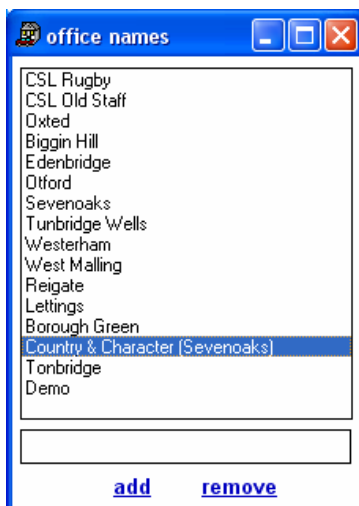 office names
CSL Rugby
CSL Old Staff
Oxted
Biggin Hill
Edenbridge
Otford
Sevenoaks
Tunbridge Wells
Westerham
West Malling
Reigate
Lettings
Borough Green
Country & Character (Sevenoaks)
Tonbridge
Demo
add remove